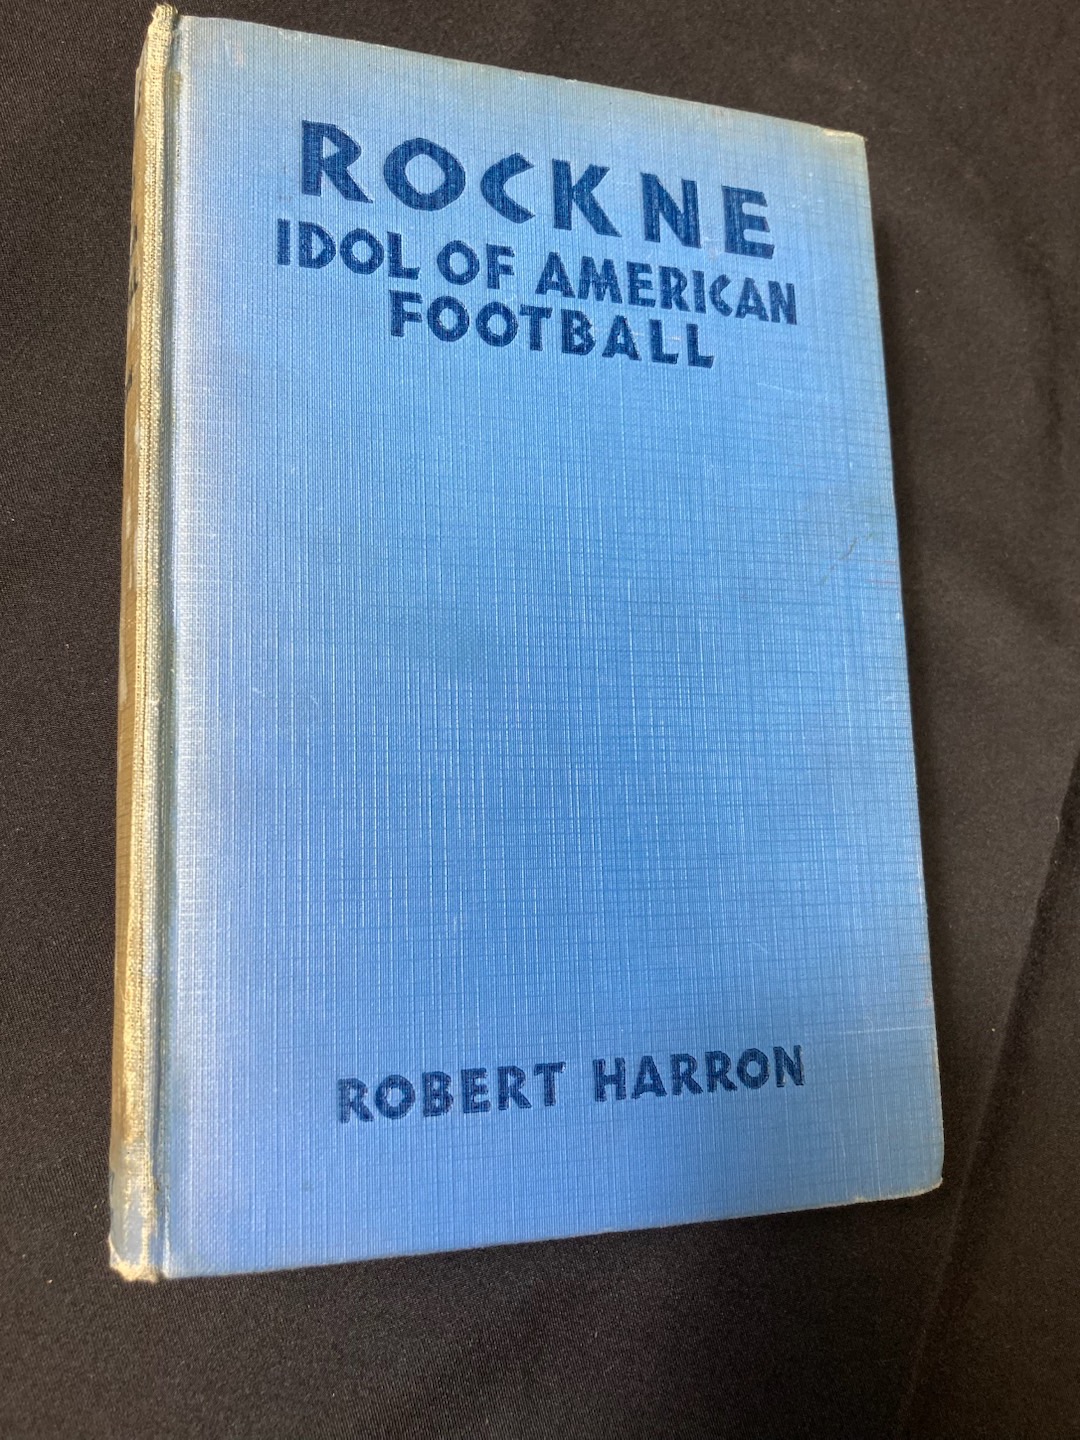 ROCKNE
IDOL OF AMERICAN
FOOTBALL
ROBERT HARRON